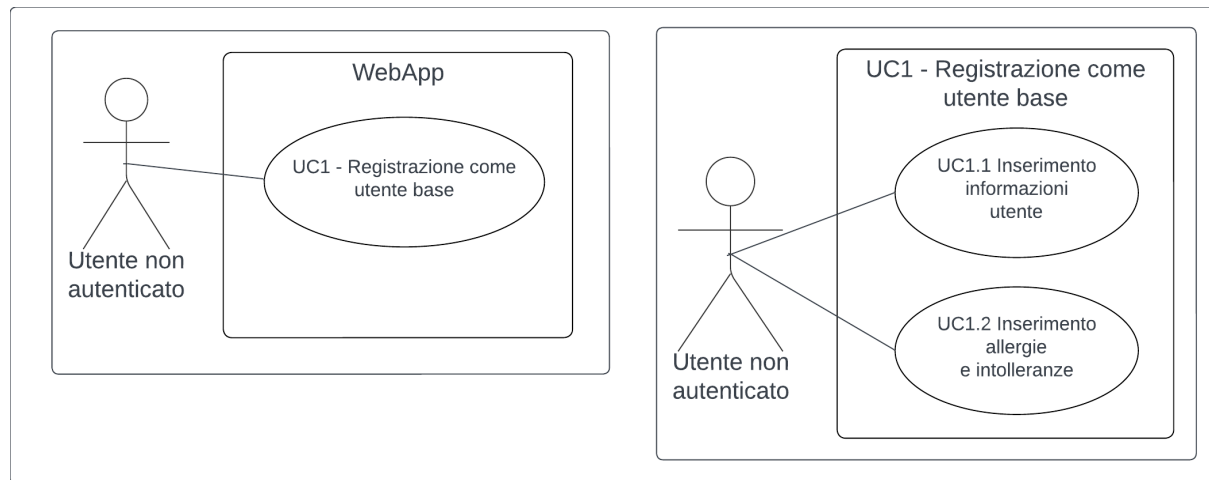 WebApp
UC1 - Registrazione come
utente base
Utente non
autenticato
UC1 - Registrazione come
utente base
UC1.1 Inserimento
informazioni
utente
UC1.2 Inserimento
allergie
e intolleranze
Utente non
autenticato